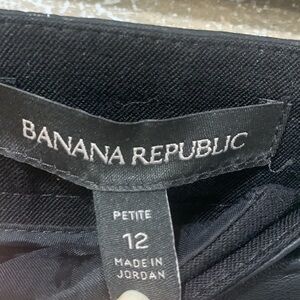 BANANA REPUBLIC
PETITE
12
MADE IN
JORDAN